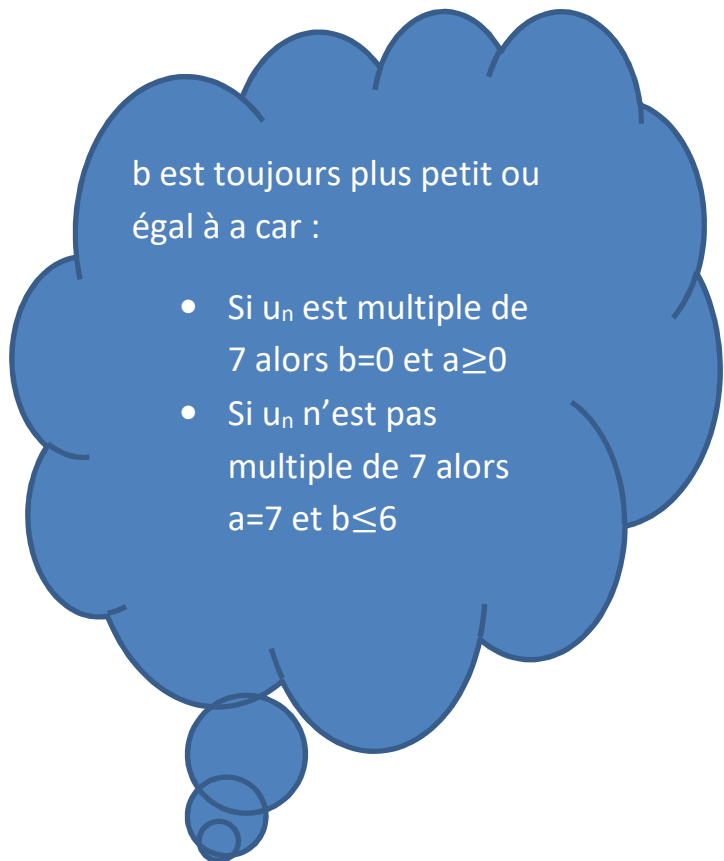 b est toujours plus petit ou
égal à a car :
• Si uₙ est multiple de
7 alors b=0 et a≥0
• Si uₙ n’est pas
multiple de 7 alors
a=7 et b≤6